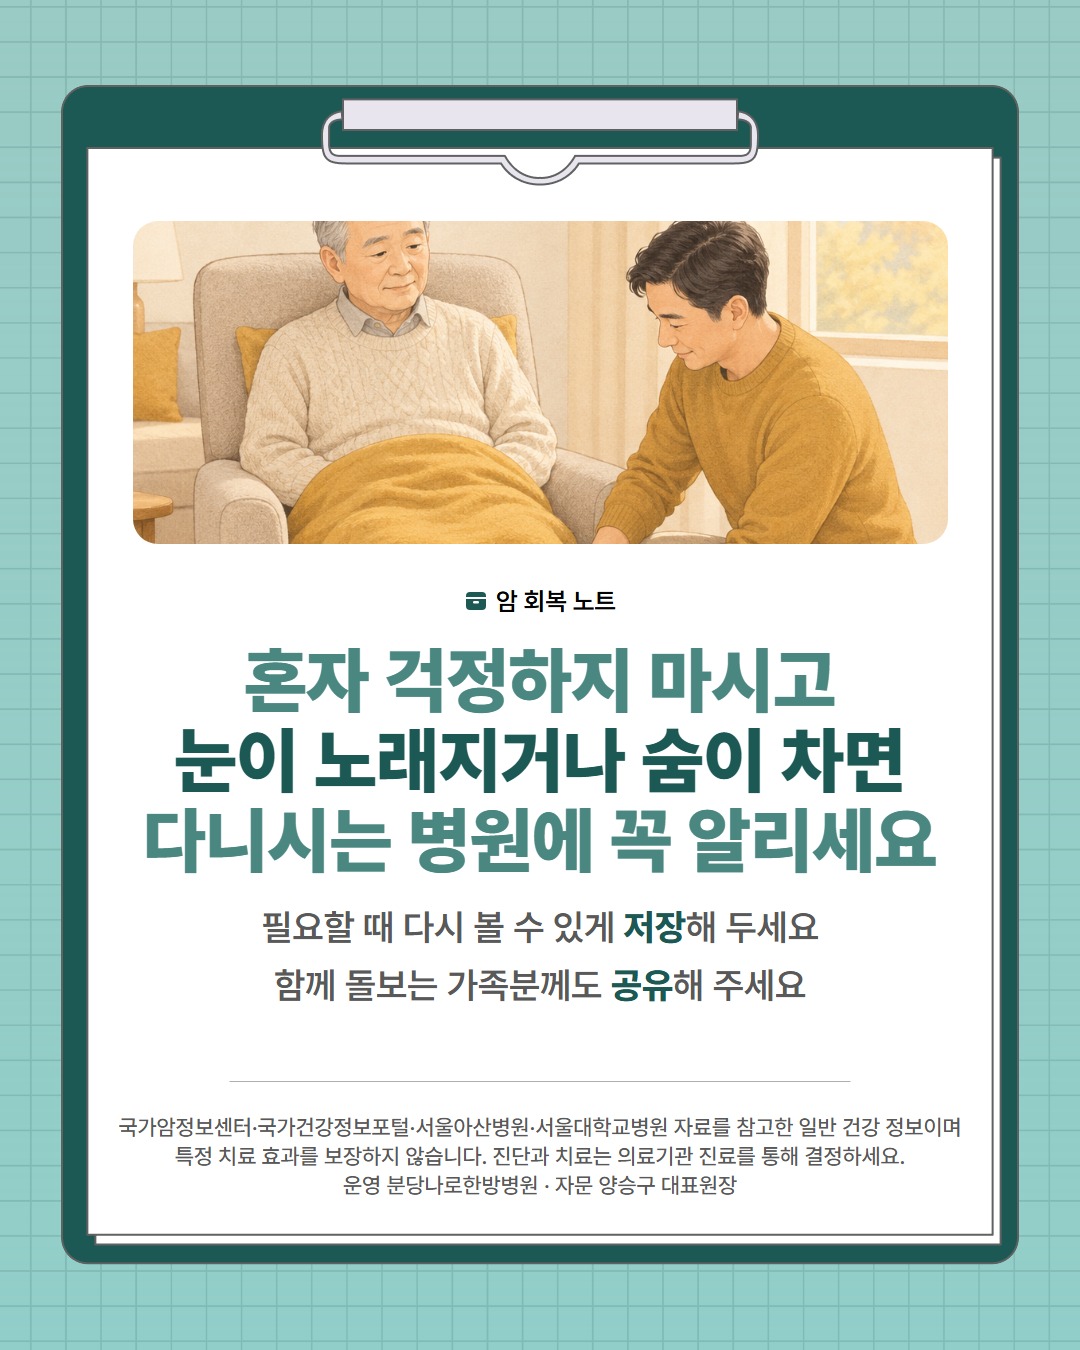 암 회복 노트
혼자 걱정하지 마시고
눈이 노래지거나 숨이 차면
다니시는 병원에 꼭 알리세요
필요할 때 다시 볼 수 있게 저장해 두세요
함께 돌보는 가족분께도 공유해 주세요
국가암정보센터·국가건강정보포털·서울아산병원·서울대학교병원 자료를 참고한 일반 건강 정보이며
특정 치료 효과를 보장하지 않습니다. 진단과 치료는 의료기관 진료를 통해 결정하세요.
운영 분당나로한방병원 · 자문 양승구 대표원장